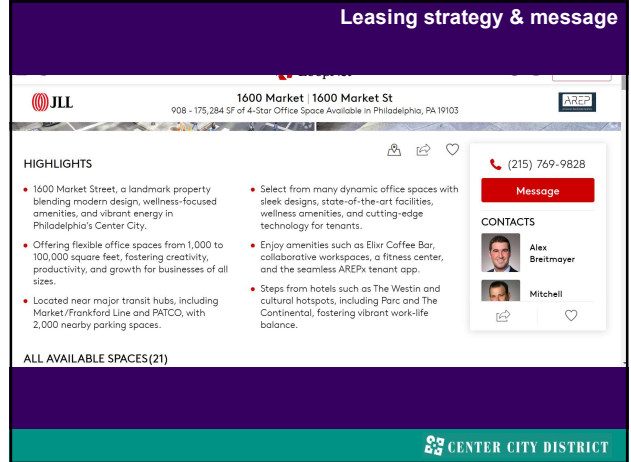 Leasing strategy & message
JLL
1600 Market | 1600 Market St
908 - 175,284 SF of 4-Star Office Space Available in Philadelphia, PA 19103
AREP
HIGHLIGHTS
• 1600 Market Street, a landmark property
blending modern design, wellness-focused
amenities, and vibrant energy in
Philadelphia's Center City.
• Offering flexible office spaces from 1,000 to
100,000 square feet, fostering creativity,
productivity, and growth for businesses of all
sizes.
• Located near major transit hubs, including
Market/Frankford Line and PATCO, with
2,000 nearby parking spaces.
• Select from many dynamic office spaces with
sleek designs, state-of-the-art facilities,
wellness amenities, and cutting-edge
technology for tenants.
• Enjoy amenities such as Elixr Coffee Bar,
collaborative workspaces, a fitness center,
and the seamless AREPx tenant app.
• Steps from hotels such as The Westin and
cultural hotspots, including Parc and The
Continental, fostering vibrant work-life
balance.
(215) 769-9828
Message
CONTACTS
Alex
Breitmayer
Mitchell
ALL AVAILABLE SPACES(21)
CENTER CITY DISTRICT